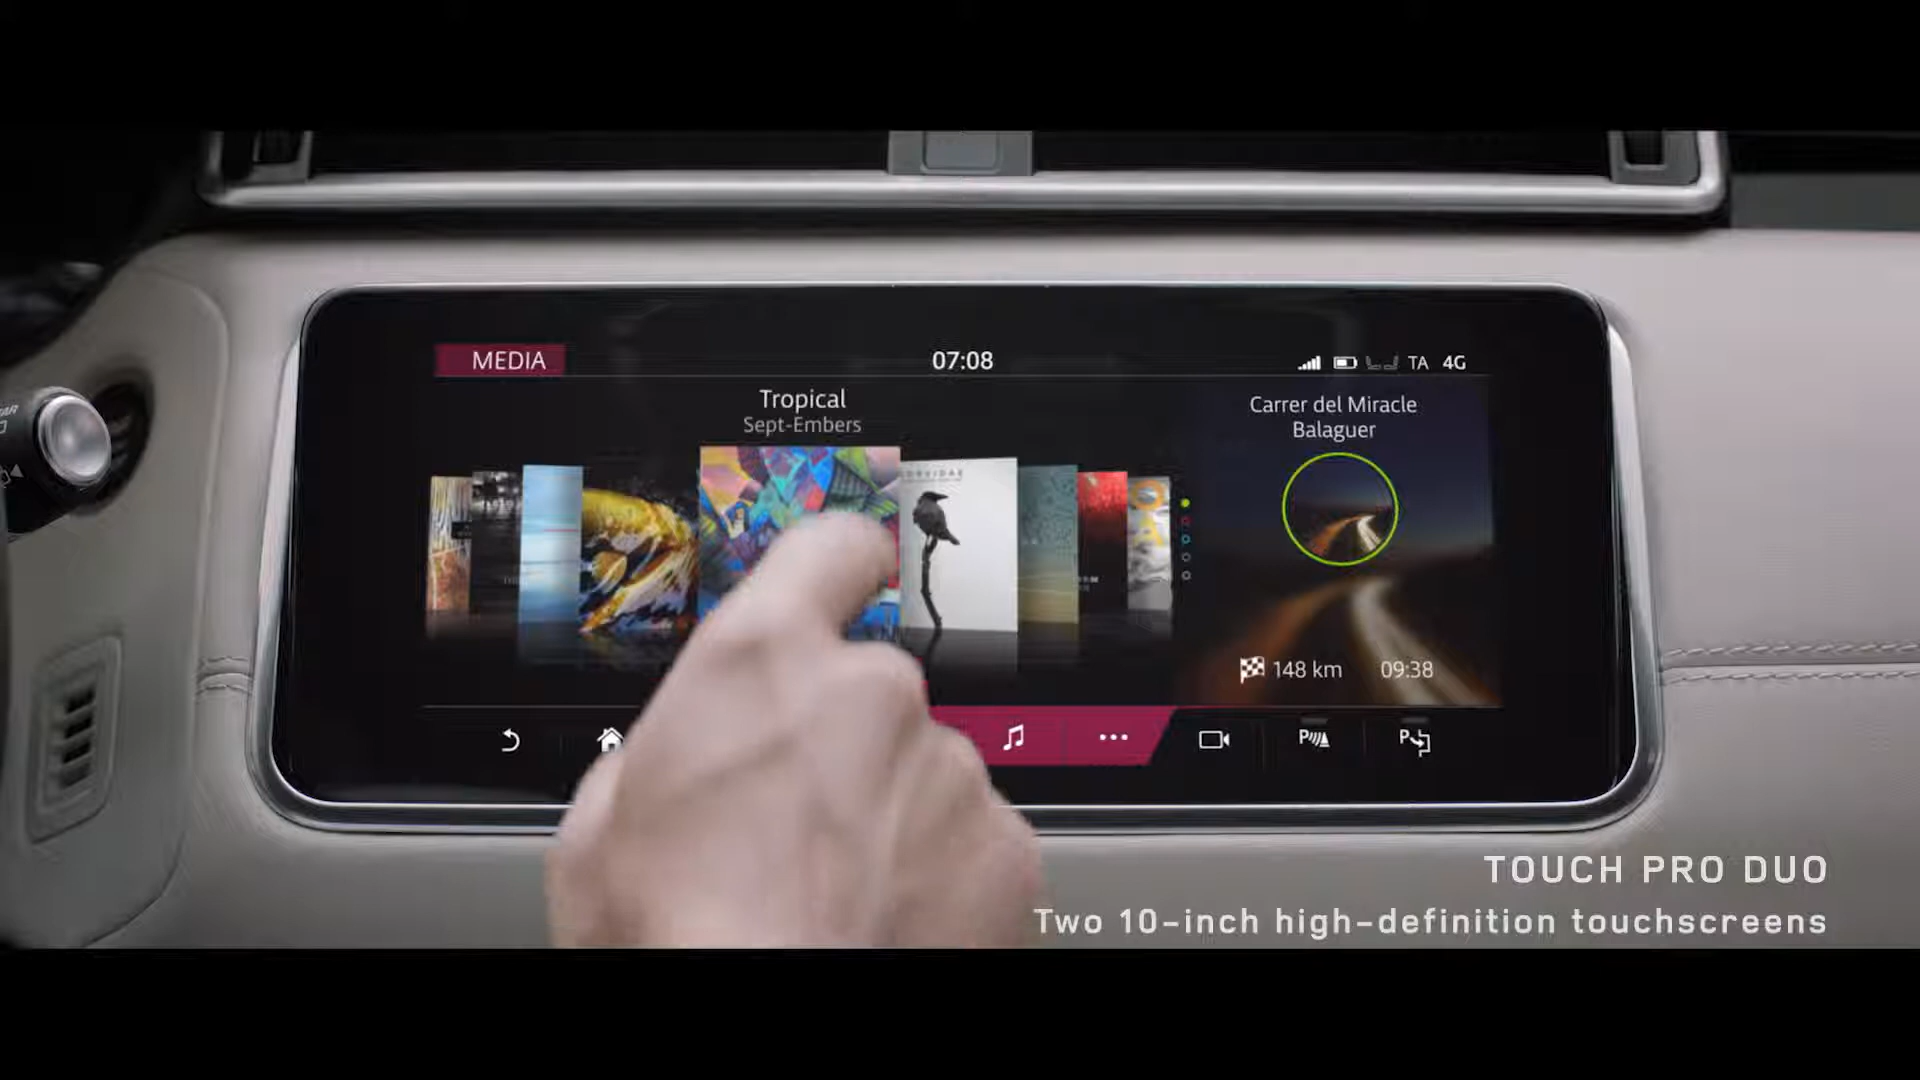 MEDIA
07:08
TA 4G
Tropical
Sept-Embers
Carrer del Miracle
Balaguer
148 km 09:38
TOUCH PRO DUO
Two 10-inch high-definition touchscreens